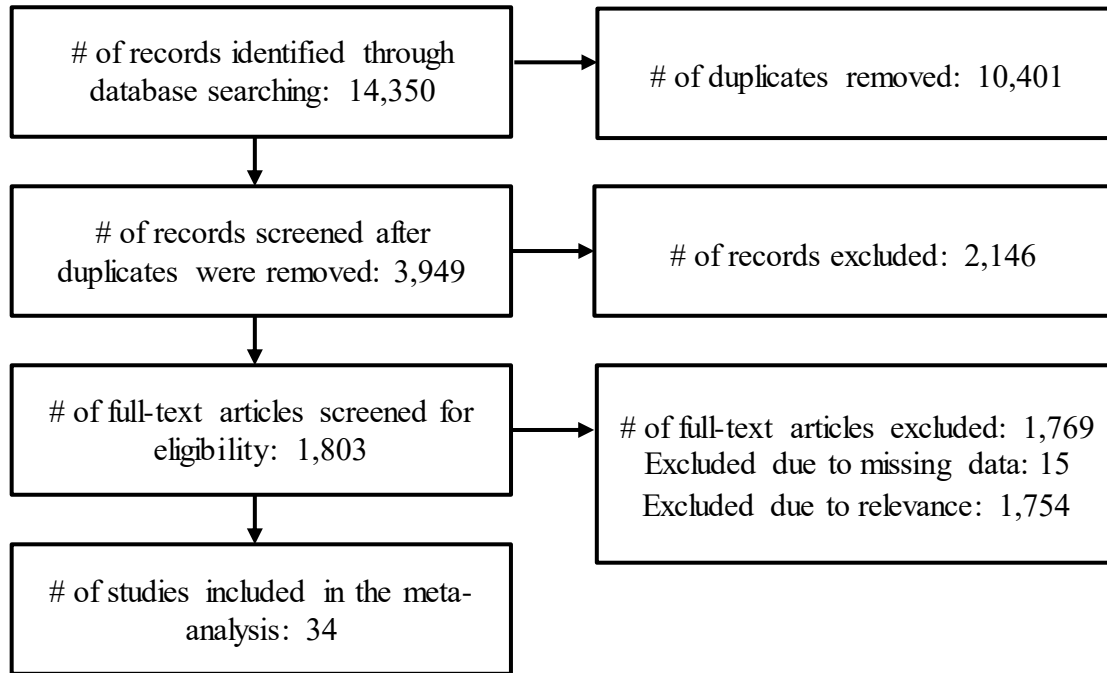 # of records identified through
database searching: 14,350
# of duplicates removed: 10,401
# of records screened after
duplicates were removed: 3,949
# of records excluded: 2,146
# of full-text articles screened for
eligibility: 1,803
# of full-text articles excluded: 1,769
Excluded due to missing data: 15
Excluded due to relevance: 1,754
# of studies included in the meta-
analysis: 34